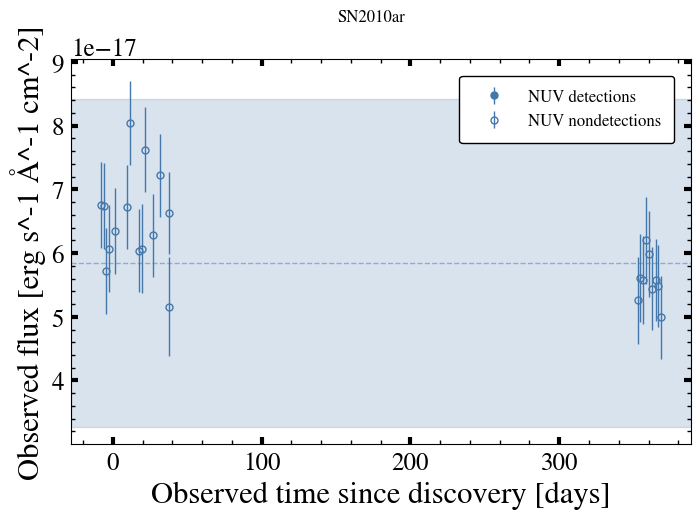 SN2010ar
1e−17
9
8
7
6
5
4
Observed flux [erg s^-1 Å^-1 cm^-2]
NUV detections
NUV nondetections
0 100 200 300
Observed time since discovery [days]